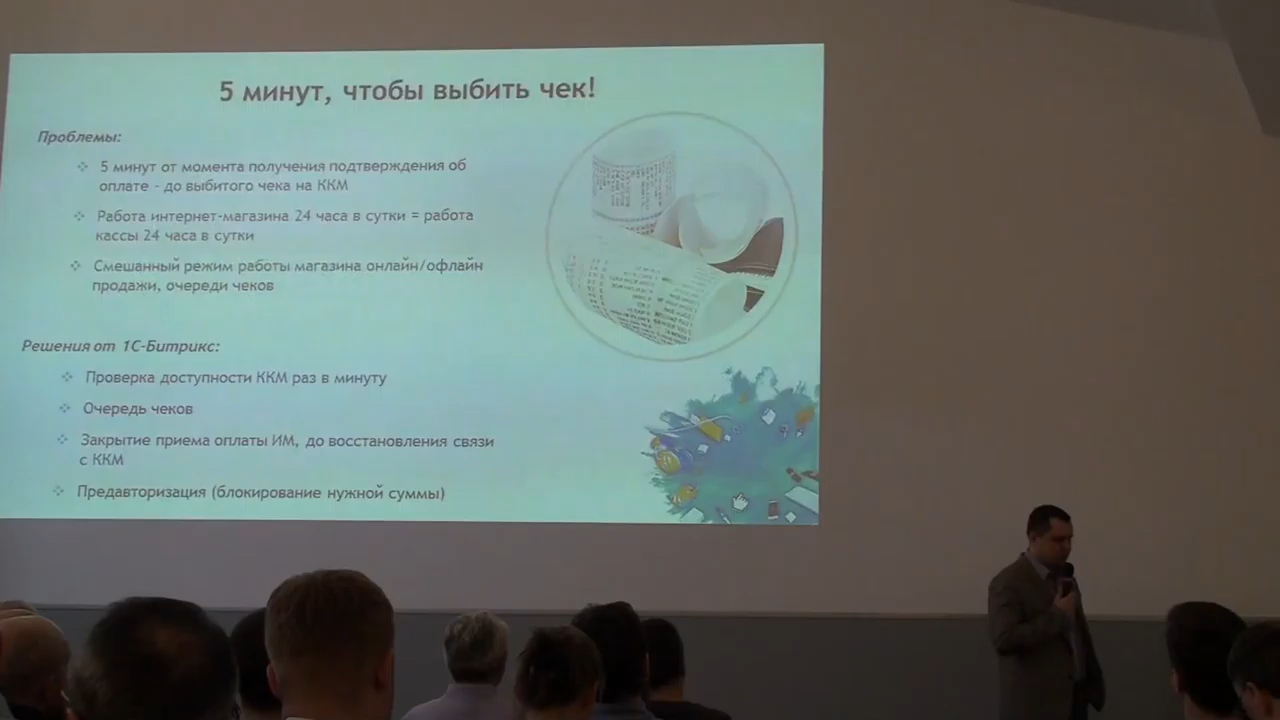 5 минут, чтобы выбить чек!
Проблемы:
5 минут от момента получения подтверждения об
оплате - до выбитого чека на ККМ
Работа интернет-магазина 24 часа в сутки = работа
кассы 24 часа в сутки
Смешанный режим работы магазина онлайн/офлайн
продажи, очереди чеков
Решения от 1С-Битрикс:
Проверка доступности ККМ раз в минуту
Очередь чеков
Закрытие приема оплаты ИМ, до восстановления связи
с ККМ
Предавторизация (блокирование нужной суммы)